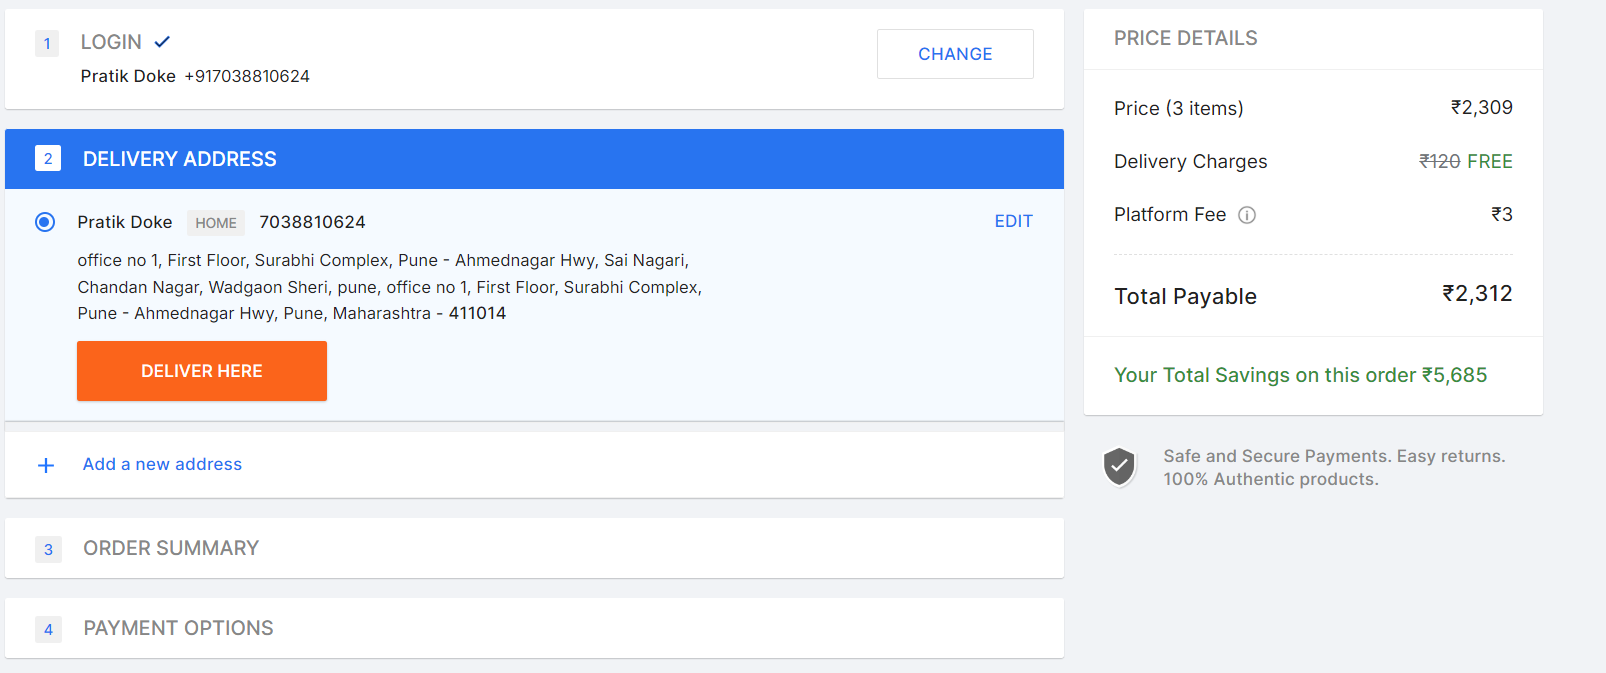 1 LOGIN
CHANGE
Pratik Doke +917038810624
2 DELIVERY ADDRESS
Pratik Doke HOME 7038810624 EDIT
office no 1, First Floor, Surabhi Complex, Pune - Ahmednagar Hwy, Sai Nagari,
Chandan Nagar, Wadgaon Sheri, pune, office no 1, First Floor, Surabhi Complex,
Pune - Ahmednagar Hwy, Pune, Maharashtra - 411014
DELIVER HERE
+ Add a new address
3 ORDER SUMMARY
4 PAYMENT OPTIONS
PRICE DETAILS
Price (3 items) ₹2,309
Delivery Charges ₹120 FREE
Platform Fee i ₹3
Total Payable ₹2,312
Your Total Savings on this order ₹5,685
Safe and Secure Payments. Easy returns.
100% Authentic products.